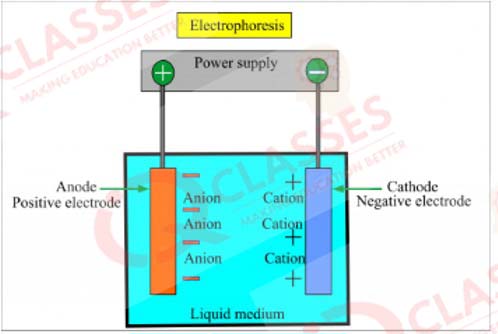 Electrophoresis
Power supply
+
−
Anode
Positive electrode
Anion
Anion
Anion
+
Cation
Cation
+
Cation
+
Cathode
Negative electrode
Liquid medium
CLASSES
MAKING EDUCATION BETTER
CLASSES
MAKING EDUCATION BETTER
CLAS